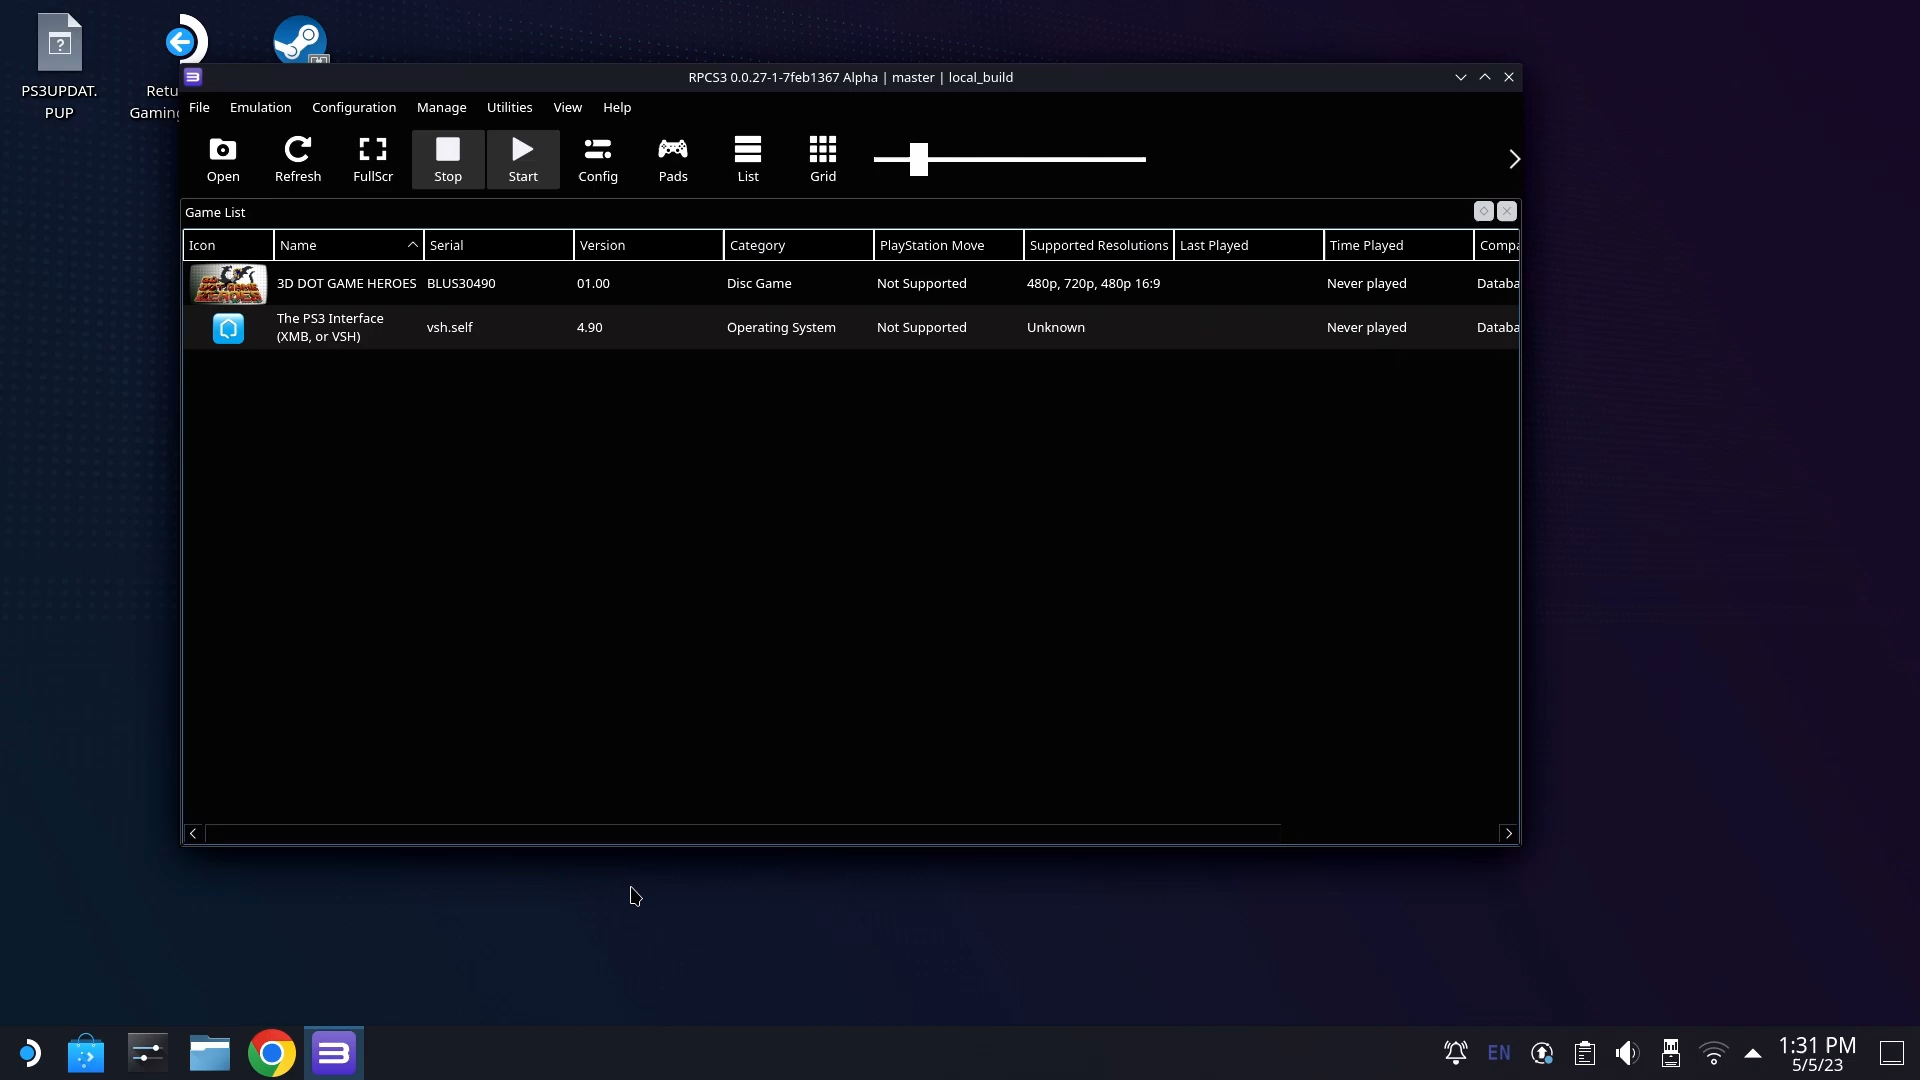 PS3UPDAT.
PUP
Retu
Gaming
RPCS3 0.0.27-1-7feb1367 Alpha | master | local_build
File Emulation Configuration Manage Utilities View Help
Open Refresh FullScr Stop Start Config Pads List Grid
Game List
Icon Name Serial Version Category PlayStation Move Supported Resolutions Last Played Time Played Compa
3D DOT GAME HEROES BLUS30490 01.00 Disc Game Not Supported 480p, 720p, 480p 16:9 Never played Databa
The PS3 Interface
(XMB, or VSH) vsh.self 4.90 Operating System Not Supported Unknown Never played Databa
EN
1:31 PM
5/5/23